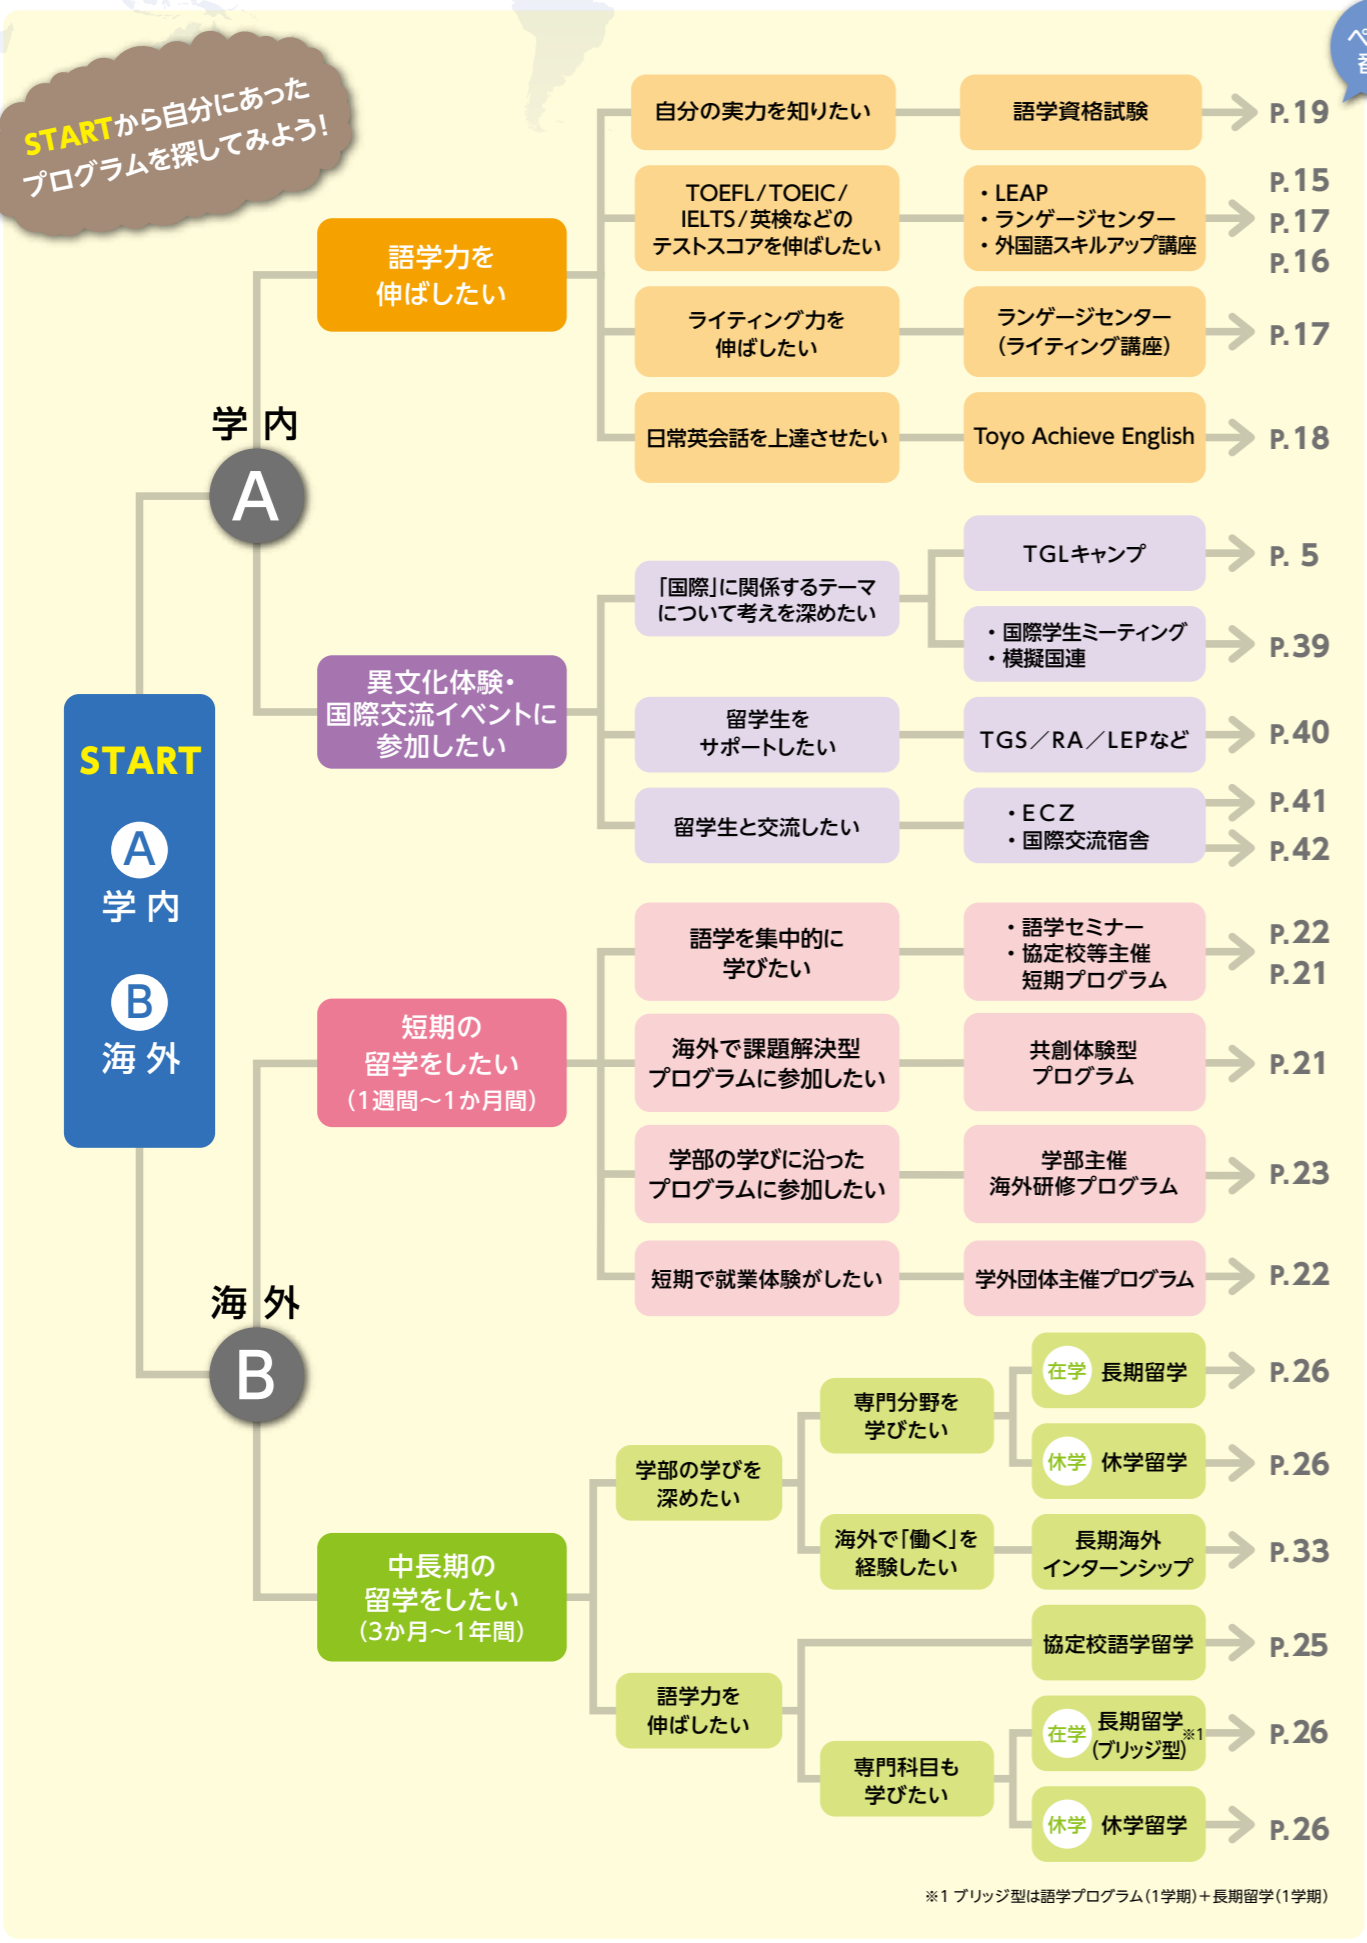 STARTから自分にあった
プログラムを探してみよう！
START
A
学内
B
海外
学内
A
語学力を
伸ばしたい
自分の実力を知りたい
語学資格試験
P.19
TOEFL/TOEIC/
IELTS/英検などの
テストスコアを伸ばしたい
・LEAP
・ランゲージセンター
・外国語スキルアップ講座
P.15
P.17
P.16
ライティング力を
伸ばしたい
ランゲージセンター
（ライティング講座）
P.17
日常英会話を上達させたい
Toyo Achieve English
P.18
異文化体験・
国際交流イベントに
参加したい
「国際」に関係するテーマ
について考えを深めたい
TGLキャンプ
P. 5
・国際学生ミーティング
・模擬国連
P.39
留学生を
サポートしたい
TGS／RA／LEPなど
P.40
留学生と交流したい
・ECZ
・国際交流宿舎
P.41
P.42
海外
B
短期の
留学をしたい
（1週間～1か月間）
語学を集中的に
学びたい
・語学セミナー
・協定校等主催
短期プログラム
P.22
P.21
海外で課題解決型
プログラムに参加したい
共創体験型
プログラム
P.21
学部の学びに沿った
プログラムに参加したい
学部主催
海外研修プログラム
P.23
短期で就業体験がしたい
学外団体主催プログラム
P.22
中長期の
留学をしたい
（3か月～1年間）
学部の学びを
深めたい
専門分野を
学びたい
在学 長期留学
P.26
休学 休学留学
P.26
海外で「働く」を
経験したい
長期海外
インターンシップ
P.33
語学力を
伸ばしたい
協定校語学留学
P.25
専門科目も
学びたい
在学 長期留学
(ブリッジ型)※1
P.26
休学 休学留学
P.26
※1 ブリッジ型は語学プログラム（1学期）＋長期留学（1学期）